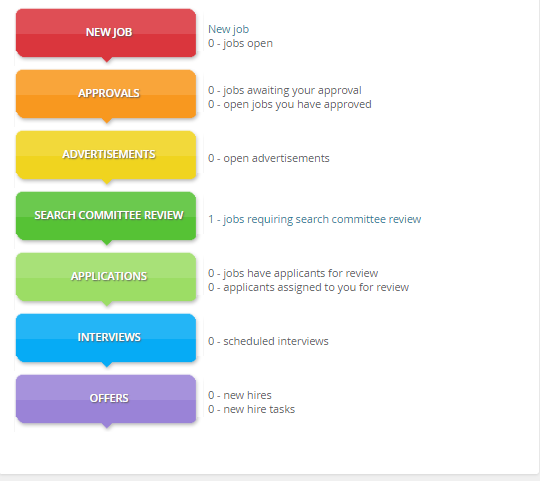 NEW JOB
New job
0 - jobs open
APPROVALS
0 - jobs awaiting your approval
0 - open jobs you have approved
ADVERTISEMENTS
0 - open advertisements
SEARCH COMMITTEE REVIEW
1 - jobs requiring search committee review
APPLICATIONS
0 - jobs have applicants for review
0 - applicants assigned to you for review
INTERVIEWS
0 - scheduled interviews
OFFERS
0 - new hires
0 - new hire tasks